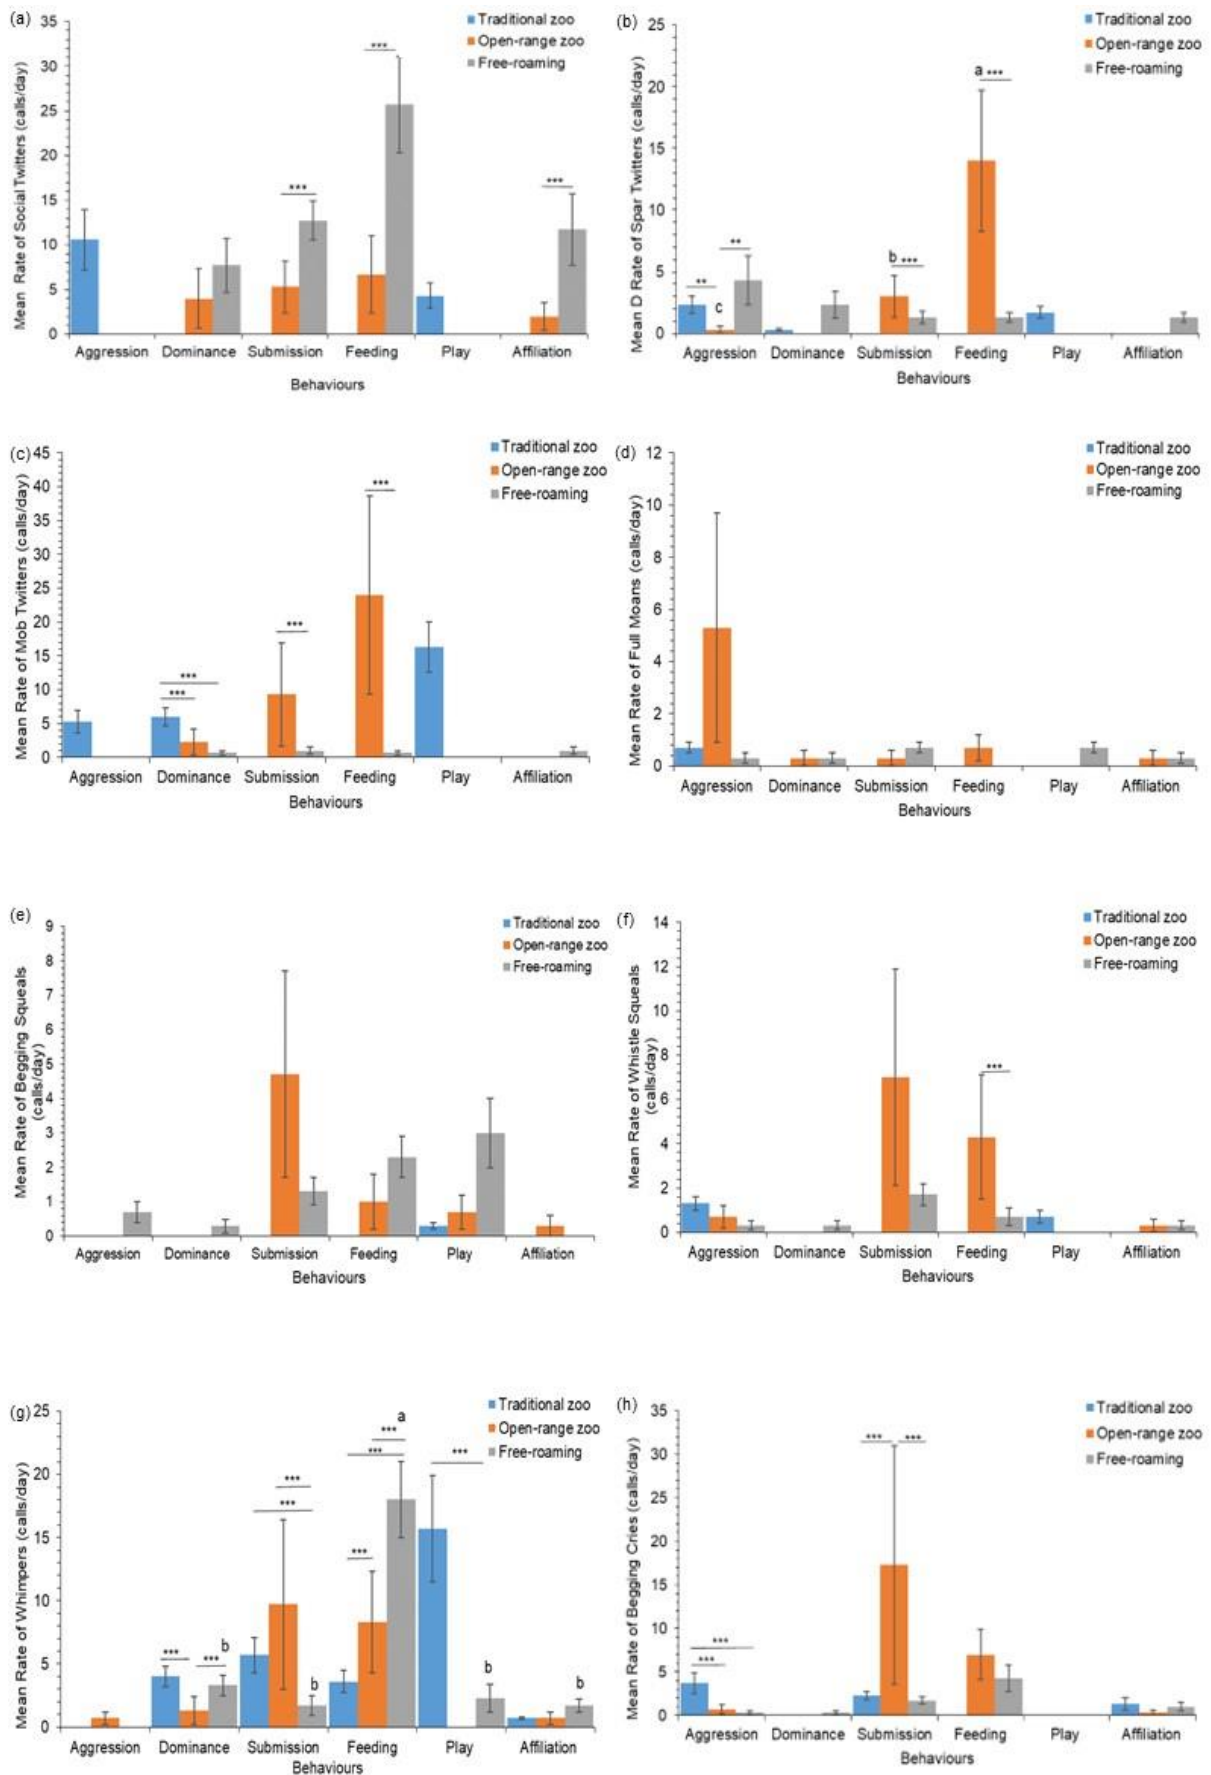 (a)
Mean Rate of Social Twitters (calls/day)
35
30
25
20
15
10
5
0
Traditional zoo
Open-range zoo
Free-roaming
***
***
***
Aggression Dominance Submission Feeding Play Affiliation
Behaviours
(b)
Mean D Rate of Spar Twitters (calls/day)
25
20
15
10
5
0
Traditional zoo
Open-range zoo
Free-roaming
a ***
b ***
**
** c
Aggression Dominance Submission Feeding Play Affiliation
Behaviours
(c)
Mean Rate of Mob Twitters (calls/day)
45
40
35
30
25
20
15
10
5
0
Traditional zoo
Open-range zoo
Free-roaming
***
***
***
***
Aggression Dominance Submission Feeding Play Affiliation
Behaviours
(d)
Mean Rate of Full Moans (calls/day)
12
10
8
6
4
2
0
Traditional zoo
Open-range zoo
Free-roaming
Aggression Dominance Submission Feeding Play Affiliation
Behaviours
(e)
Mean Rate of Begging Squeals
(calls/day)
9
8
7
6
5
4
3
2
1
0
Traditional zoo
Open-range zoo
Free-roaming
Aggression Dominance Submission Feeding Play Affiliation
Behaviours
(f)
Mean Rate of Whistle Squeals
(calls/day)
14
12
10
8
6
4
2
0
Traditional zoo
Open-range zoo
Free-roaming
***
Aggression Dominance Submission Feeding Play Affiliation
Behaviours
(g)
Mean Rate of Whimpers (calls/day)
25
20
15
10
5
0
Traditional zoo
Open-range zoo
Free-roaming
a
***
***
***
***
***
***
*** *** b
b
b
b
Aggression Dominance Submission Feeding Play Affiliation
Behaviours
(h)
Mean Rate of Begging Cries (calls/day)
35
30
25
20
15
10
5
0
Traditional zoo
Open-range zoo
Free-roaming
*** ***
***
***
Aggression Dominance Submission Feeding Play Affiliation
Behaviours